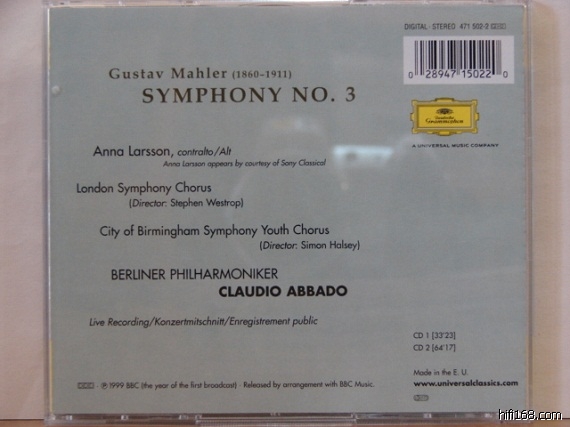 DIGITAL · STEREO 471 502-2
0 28947 15022 0
Gustav Mahler (1860–1911)
SYMPHONY NO. 3
Deutsche
Grammophon
A UNIVERSAL MUSIC COMPANY
Anna Larsson, contralto/Alt
Anna Larsson appears by courtesy of Sony Classical
London Symphony Chorus
(Director: Stephen Westrop)
City of Birmingham Symphony Youth Chorus
(Director: Simon Halsey)
BERLINER PHILHARMONIKER
CLAUDIO ABBADO
Live Recording/Konzertmitschnitt/Enregistrement public
CD 1 [33'23]
CD 2 [64'17]
DDD · ℗ 1999 BBC (the year of the first broadcast) · Released by arrangement with BBC Music.
Made in the E. U.
www.universalclassics.com
hifi168.com